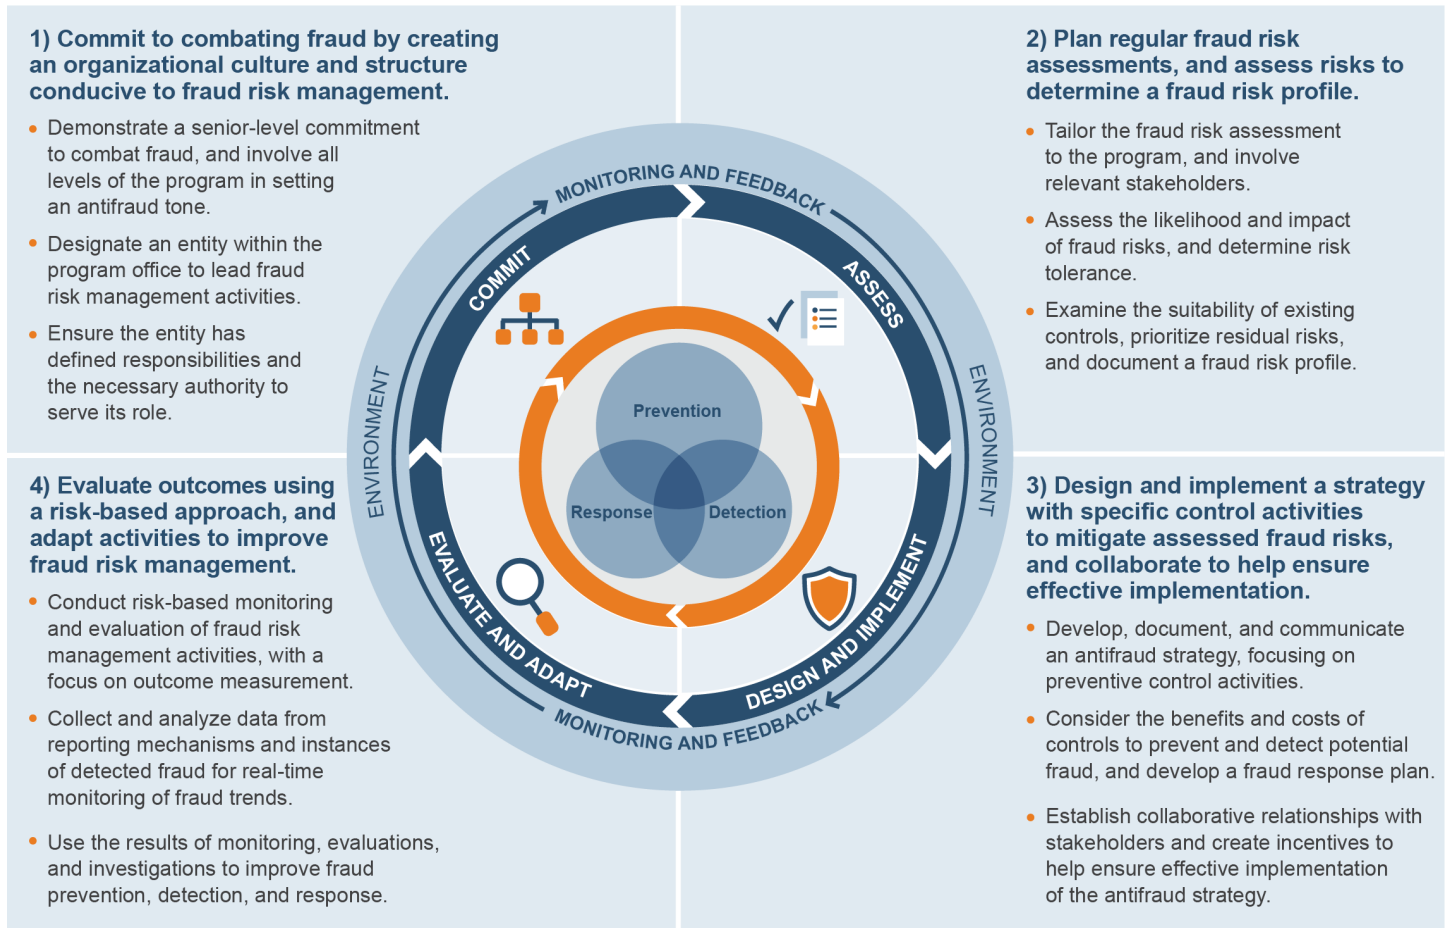 1) Commit to combating fraud by creating
an organizational culture and structure
conducive to fraud risk management.
Demonstrate a senior-level commitment
to combat fraud, and involve all
levels of the program in setting
an antifraud tone.
Designate an entity within the
program office to lead fraud
risk management activities.
Ensure the entity has
defined responsibilities and
the necessary authority to
serve its role.
2) Plan regular fraud risk
assessments, and assess risks to
determine a fraud risk profile.
Tailor the fraud risk assessment
to the program, and involve
relevant stakeholders.
Assess the likelihood and impact
of fraud risks, and determine risk
tolerance.
Examine the suitability of existing
controls, prioritize residual risks,
and document a fraud risk profile.
MONITORING AND FEEDBACK
COMMIT
ASSESS
ENVIRONMENT
ENVIRONMENT
Prevention
Response
Detection
EVALUATE AND ADAPT
DESIGN AND IMPLEMENT
MONITORING AND FEEDBACK
4) Evaluate outcomes using
a risk-based approach, and
adapt activities to improve
fraud risk management.
Conduct risk-based monitoring
and evaluation of fraud risk
management activities, with a
focus on outcome measurement.
Collect and analyze data from
reporting mechanisms and instances
of detected fraud for real-time
monitoring of fraud trends.
Use the results of monitoring, evaluations,
and investigations to improve fraud
prevention, detection, and response.
3) Design and implement a strategy
with specific control activities
to mitigate assessed fraud risks,
and collaborate to help ensure
effective implementation.
Develop, document, and communicate
an antifraud strategy, focusing on
preventive control activities.
Consider the benefits and costs of
controls to prevent and detect potential
fraud, and develop a fraud response plan.
Establish collaborative relationships with
stakeholders and create incentives to
help ensure effective implementation
of the antifraud strategy.